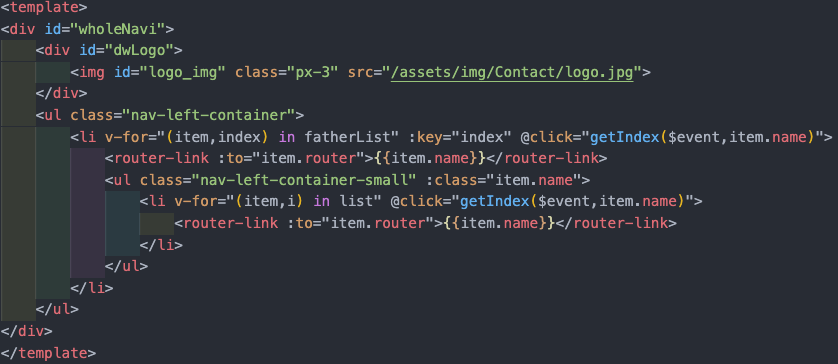 <template>
<div id="wholeNavi">
    <div id="dwLogo">
        <img id="logo_img" class="px-3" src="/assets/img/Contact/logo.jpg">
    </div>
    <ul class="nav-left-container">
        <li v-for="(item,index) in fatherList" :key="index" @click="getIndex($event,item.name)">
            <router-link :to="item.router">{{item.name}}</router-link>
            <ul class="nav-left-container-small" :class="item.name">
                <li v-for="(item,i) in list" @click="getIndex($event,item.name)">
                    <router-link :to="item.router">{{item.name}}</router-link>
                </li>
            </ul>
        </li>
    </ul>
</div>
</template>